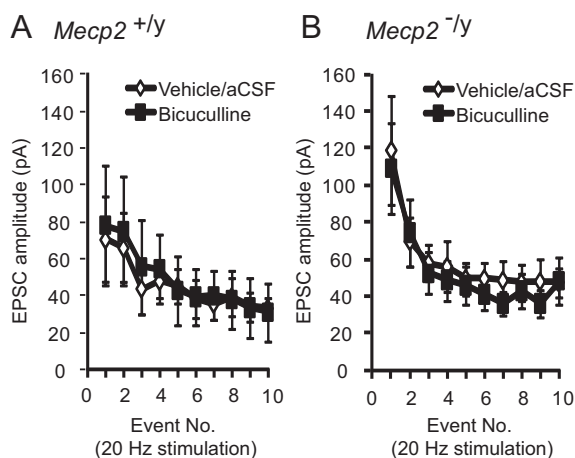 A Mecp2 +/y
160
140
120
100
80
60
40
20
0
EPSC amplitude (pA)
Vehicle/aCSF
Bicuculline
0 2 4 6 8 10
Event No.
(20 Hz stimulation)
B Mecp2 -/y
160
140
120
100
80
60
40
20
0
EPSC amplitude (pA)
Vehicle/aCSF
Bicuculline
0 2 4 6 8 10
Event No.
(20 Hz stimulation)